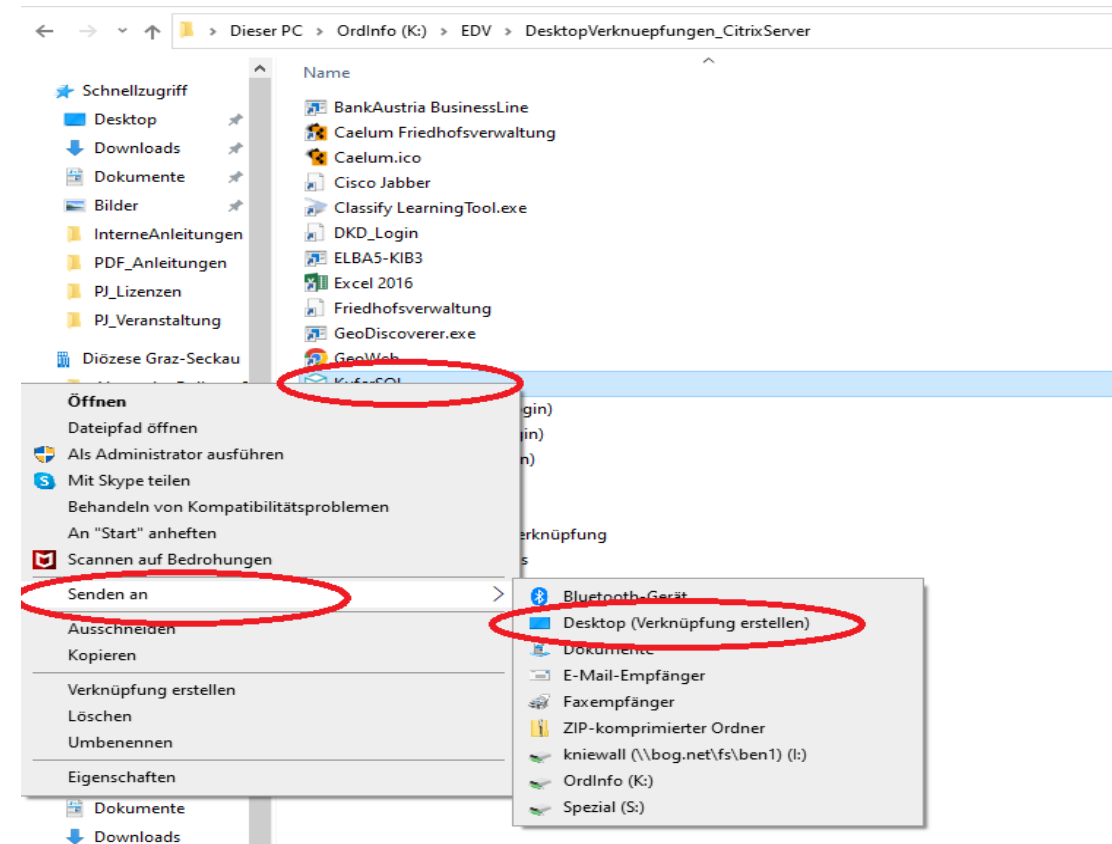 Dieser PC > OrdInfo (K:) > EDV > DesktopVerknuepfungen_CitrixServer
Schnellzugriff
Desktop
Downloads
Dokumente
Bilder
InterneAnleitungen
PDF_Anleitungen
PJ_Lizenzen
PJ_Veranstaltung
Diözese Graz-Seckau
Name
BankAustria BusinessLine
Caelum Friedhofsverwaltung
Caelum.ico
Cisco Jabber
Classify LearningTool.exe
DKD_Login
ELBA5-KIB3
Excel 2016
Friedhofsverwaltung
GeoDiscoverer.exe
GeoWeb
KuferSQL
gin)
gin)
n)
erknüpfung
s
Öffnen
Dateipfad öffnen
Als Administrator ausführen
Mit Skype teilen
Behandeln von Kompatibilitätsproblemen
An "Start" anheften
Scannen auf Bedrohungen
Senden an
Ausschneiden
Kopieren
Verknüpfung erstellen
Löschen
Umbenennen
Eigenschaften
Bluetooth-Gerät
Desktop (Verknüpfung erstellen)
Dokumente
E-Mail-Empfänger
Faxempfänger
ZIP-komprimierter Ordner
kniewall (\\bog.net\fs\ben1) (I:)
OrdInfo (K:)
Spezial (S:)
Dokumente
Downloads